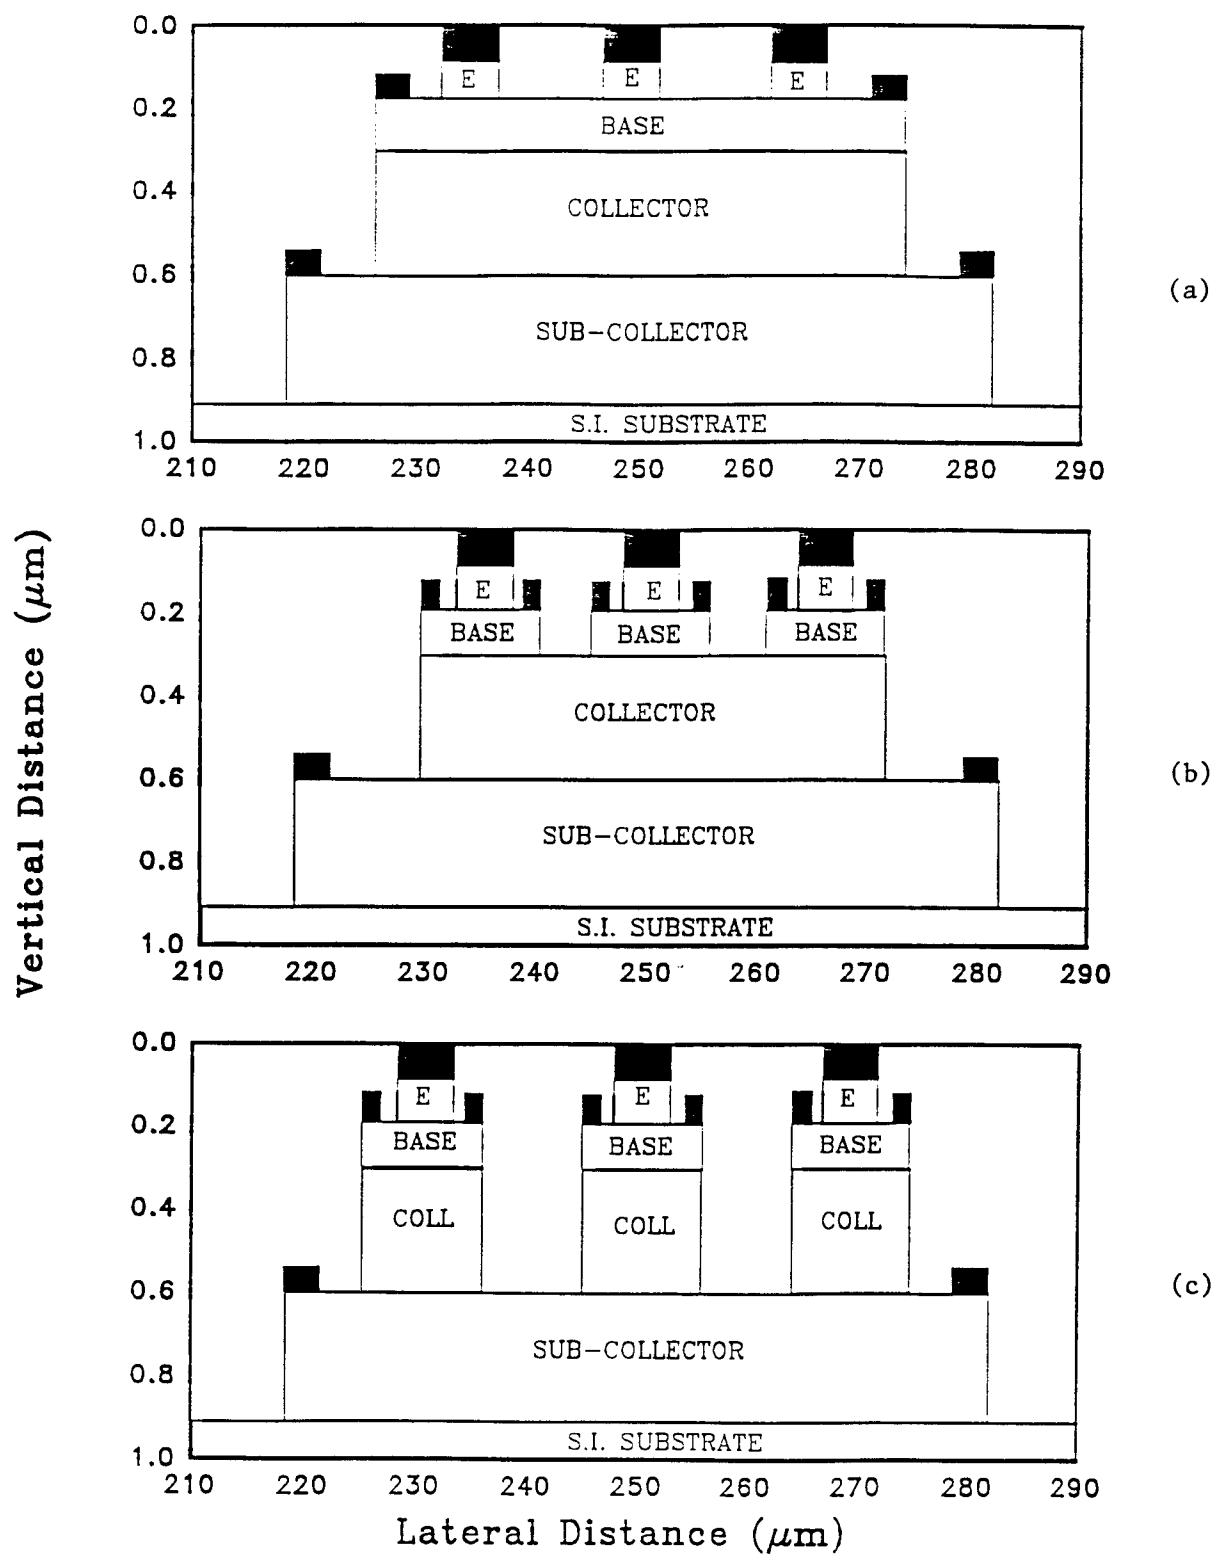 0.0
E E E
0.2
BASE
0.4
COLLECTOR
0.6
(a)
SUB-COLLECTOR
0.8
S.I. SUBSTRATE
1.0
210 220 230 240 250 260 270 280 290
Vertical Distance (μm)
0.0
E E E
0.2
BASE BASE BASE
0.4
COLLECTOR
0.6
(b)
SUB-COLLECTOR
0.8
S.I. SUBSTRATE
1.0
210 220 230 240 250 260 270 280 290
0.0
E E E
0.2
BASE BASE BASE
0.4
COLL COLL COLL
0.6
(c)
SUB-COLLECTOR
0.8
S.I. SUBSTRATE
1.0
210 220 230 240 250 260 270 280 290
Lateral Distance (μm)